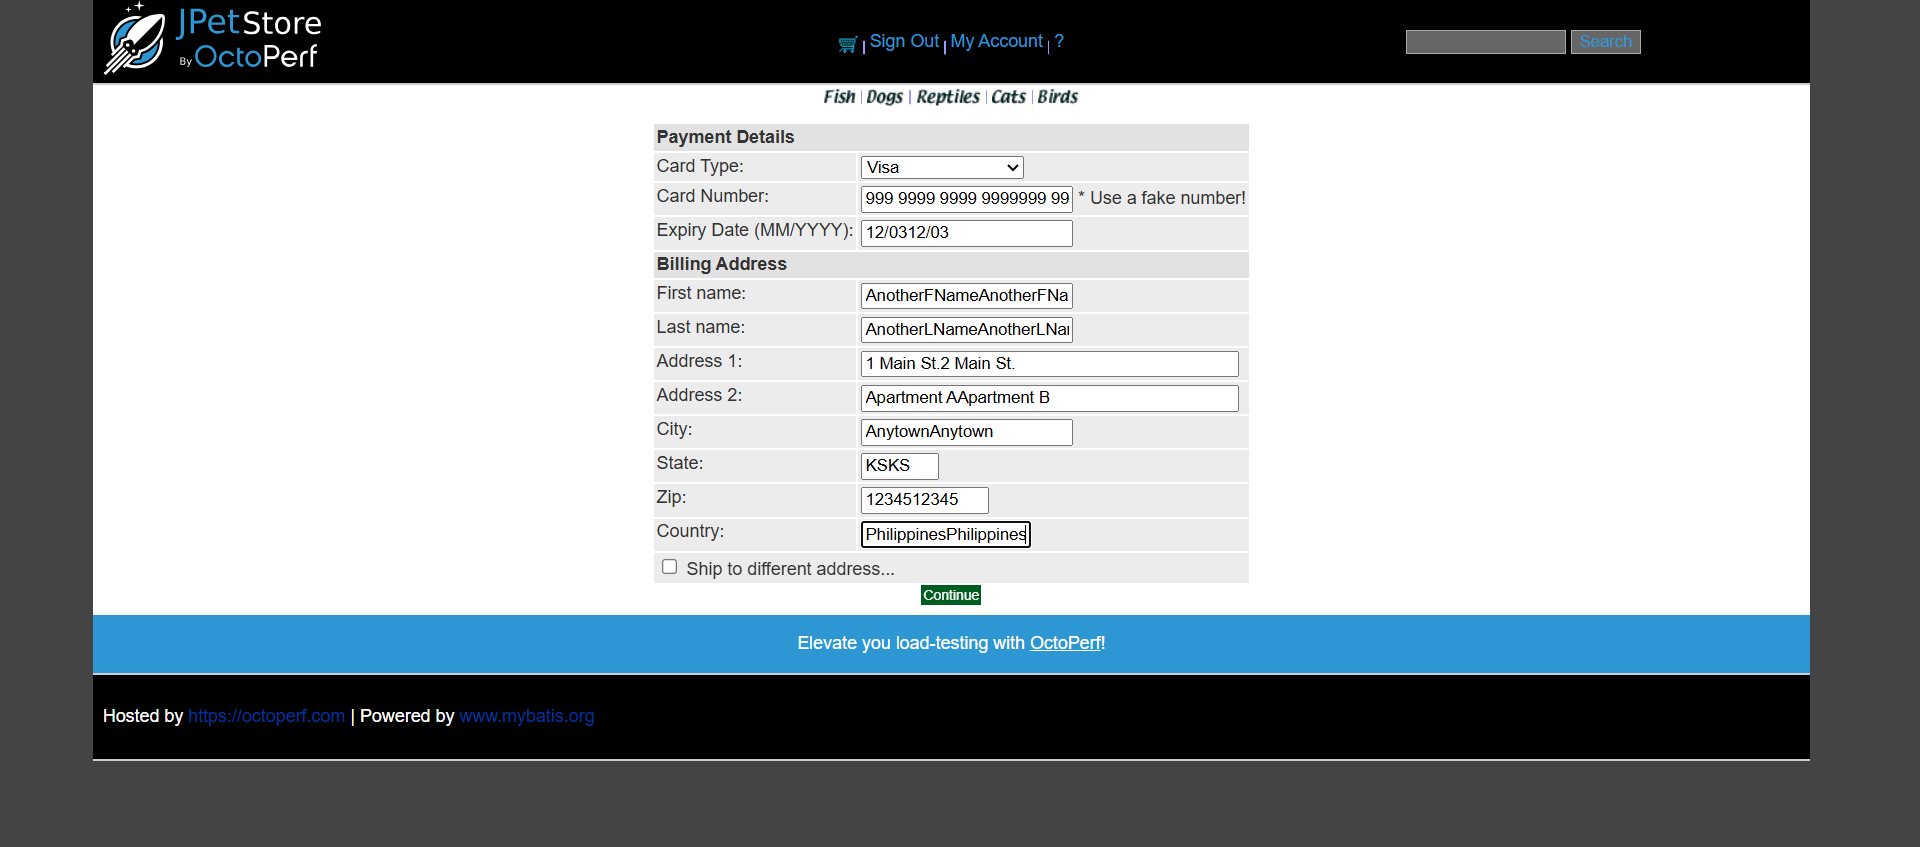 JPetStore
By OctoPerf
| Sign Out | My Account | ?
Search
Fish | Dogs | Reptiles | Cats | Birds
Payment Details
Card Type: Visa
Card Number: 999 9999 9999 9999999 99 * Use a fake number!
Expiry Date (MM/YYYY): 12/0312/03
Billing Address
First name: AnotherFNameAnotherFNa
Last name: AnotherLNameAnotherLNa
Address 1: 1 Main St.2 Main St.
Address 2: Apartment AApartment B
City: AnytownAnytown
State: KSKS
Zip: 1234512345
Country: PhilippinesPhilippines
Ship to different address...
Continue
Elevate you load-testing with OctoPerf!
Hosted by https://octoperf.com | Powered by www.mybatis.org